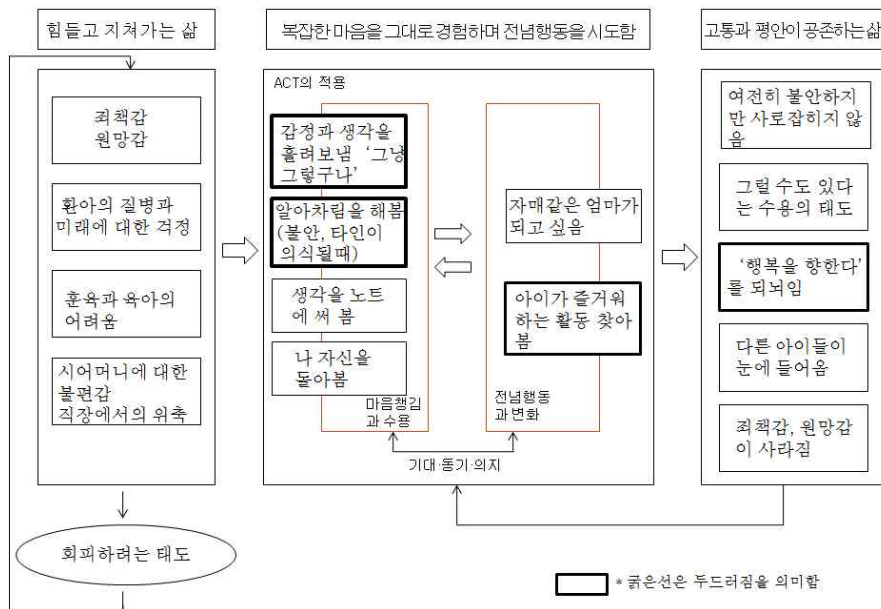 힘들고 지쳐가는 삶
복잡한 마음을 그대로 경험하며 전념행동을 시도함
고통과 평안이 공존하는 삶
죄책감
원망감
환아의 질병과
미래에 대한 걱정
훈육과 육아의
어려움
시어머니에 대한
불편감
직장에서의 위축
회피하려는 태도
ACT의 적용
감정과 생각을
흘려보냄 ‘그냥
그렇구나’
알아차림을 해봄
(불안, 타인이
의식될때)
생각을 노트
에 써 봄
나 자신을
돌아봄
마음챙김
과 수용
자매같은 엄마가
되고 싶음
아이가 즐거워
하는 활동 찾아
봄
전념행동
과 변화
기대·동기·의지
여전히 불안하지
만 사로잡히지 않
음
그럴 수도 있다
는 수용의 태도
‘행복을 향한다’
를 되뇌임
다른 아이들이
눈에 들어옴
죄책감, 원망감
이 사라짐
* 굵은선은 두드러짐을 의미함